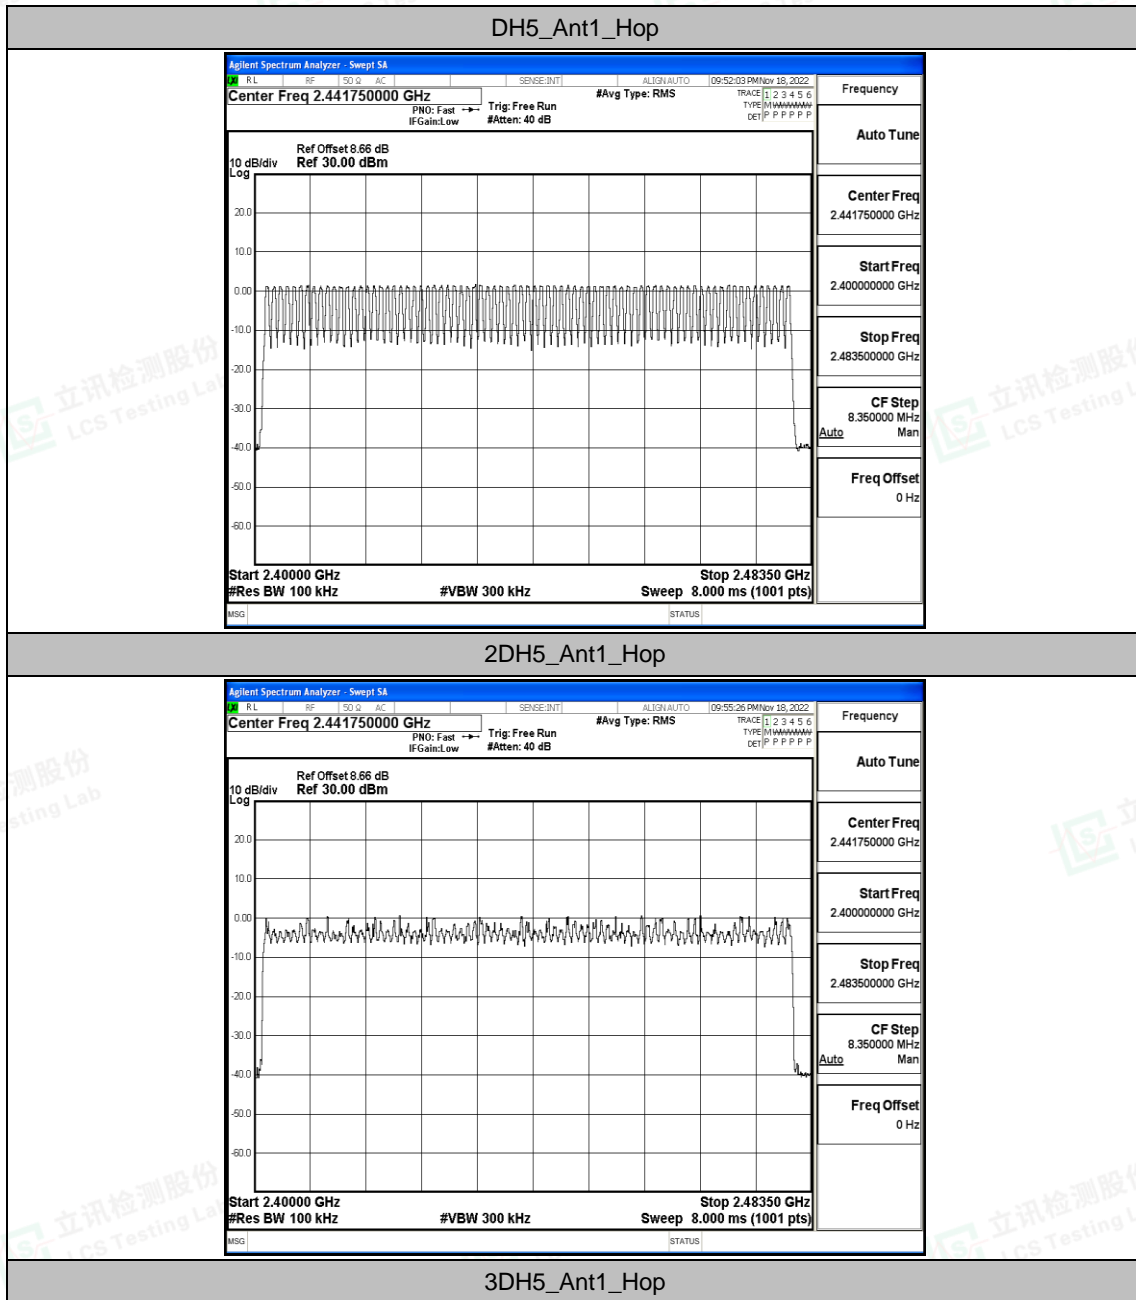 DH5_Ant1_Hop
Agilent Spectrum Analyzer - Swept SA
RL RF 50 Ω AC SENSE:INT ALIGNAUTO 09:52:03 PMNov 18, 2022
Center Freq 2.441750000 GHz
PNO: Fast
IFGain:Low
Trig: Free Run
#Atten: 40 dB
#Avg Type: RMS
TRACE 1 2 3 4 5 6
TYPE M
DET P P P P P P
Ref Offset 8.66 dB
10 dB/div Ref 30.00 dBm
Log
20.0
10.0
0.00
-10.0
-20.0
-30.0
-40.0
-50.0
-60.0
Start 2.40000 GHz Stop 2.48350 GHz
#Res BW 100 kHz #VBW 300 kHz Sweep 8.000 ms (1001 pts)
MSG STATUS
Frequency
Auto Tune
Center Freq
2.441750000 GHz
Start Freq
2.400000000 GHz
Stop Freq
2.483500000 GHz
CF Step
8.350000 MHz
Auto Man
Freq Offset
0 Hz
2DH5_Ant1_Hop
Agilent Spectrum Analyzer - Swept SA
RL RF 50 Ω AC SENSE:INT ALIGNAUTO 09:55:26 PMNov 18, 2022
Center Freq 2.441750000 GHz
PNO: Fast
IFGain:Low
Trig: Free Run
#Atten: 40 dB
#Avg Type: RMS
TRACE 1 2 3 4 5 6
TYPE M
DET P P P P P P
Ref Offset 8.66 dB
10 dB/div Ref 30.00 dBm
Log
20.0
10.0
0.00
-10.0
-20.0
-30.0
-40.0
-50.0
-60.0
Start 2.40000 GHz Stop 2.48350 GHz
#Res BW 100 kHz #VBW 300 kHz Sweep 8.000 ms (1001 pts)
MSG STATUS
Frequency
Auto Tune
Center Freq
2.441750000 GHz
Start Freq
2.400000000 GHz
Stop Freq
2.483500000 GHz
CF Step
8.350000 MHz
Auto Man
Freq Offset
0 Hz
3DH5_Ant1_Hop
立讯检测股份
LCS Testing Lab